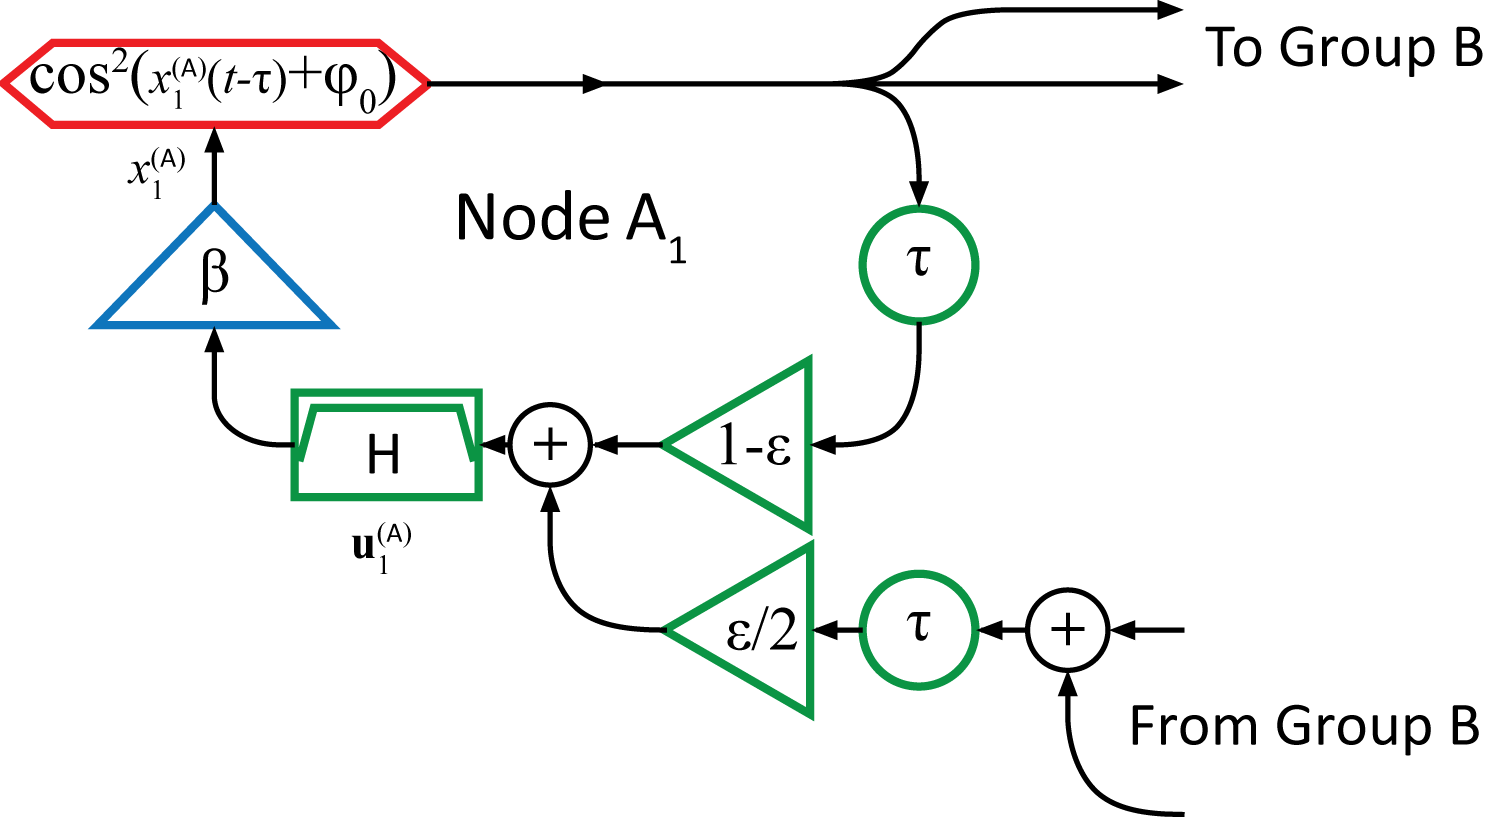 cos²(x₁⁽ᴬ⁾(t-τ)+φ₀)
To Group B
x₁⁽ᴬ⁾
Node A₁
β
τ
H
+
1-ε
u₁⁽ᴬ⁾
ε/2
τ
+
From Group B